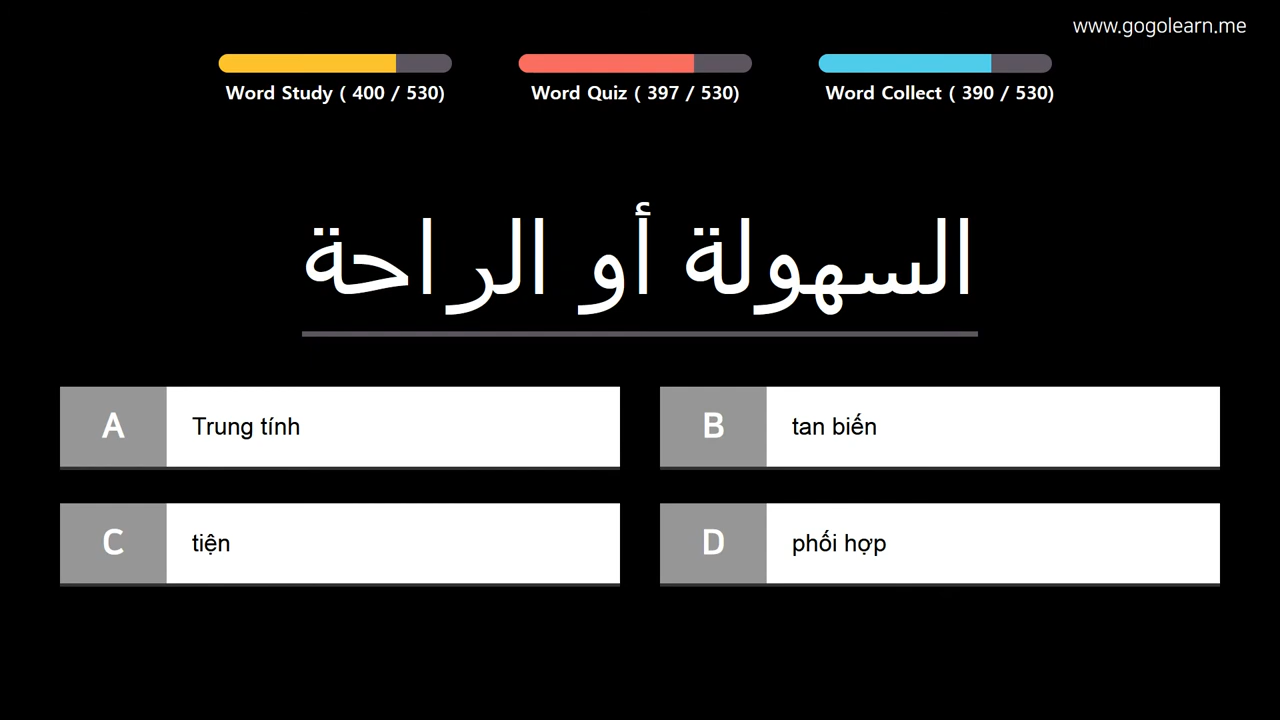 www.gogolearn.me
Word Study ( 400 / 530)
Word Quiz ( 397 / 530)
Word Collect ( 390 / 530)
السهولة أو الراحة
A
Trung tính
B
tan biến
C
tiện
D
phối hợp